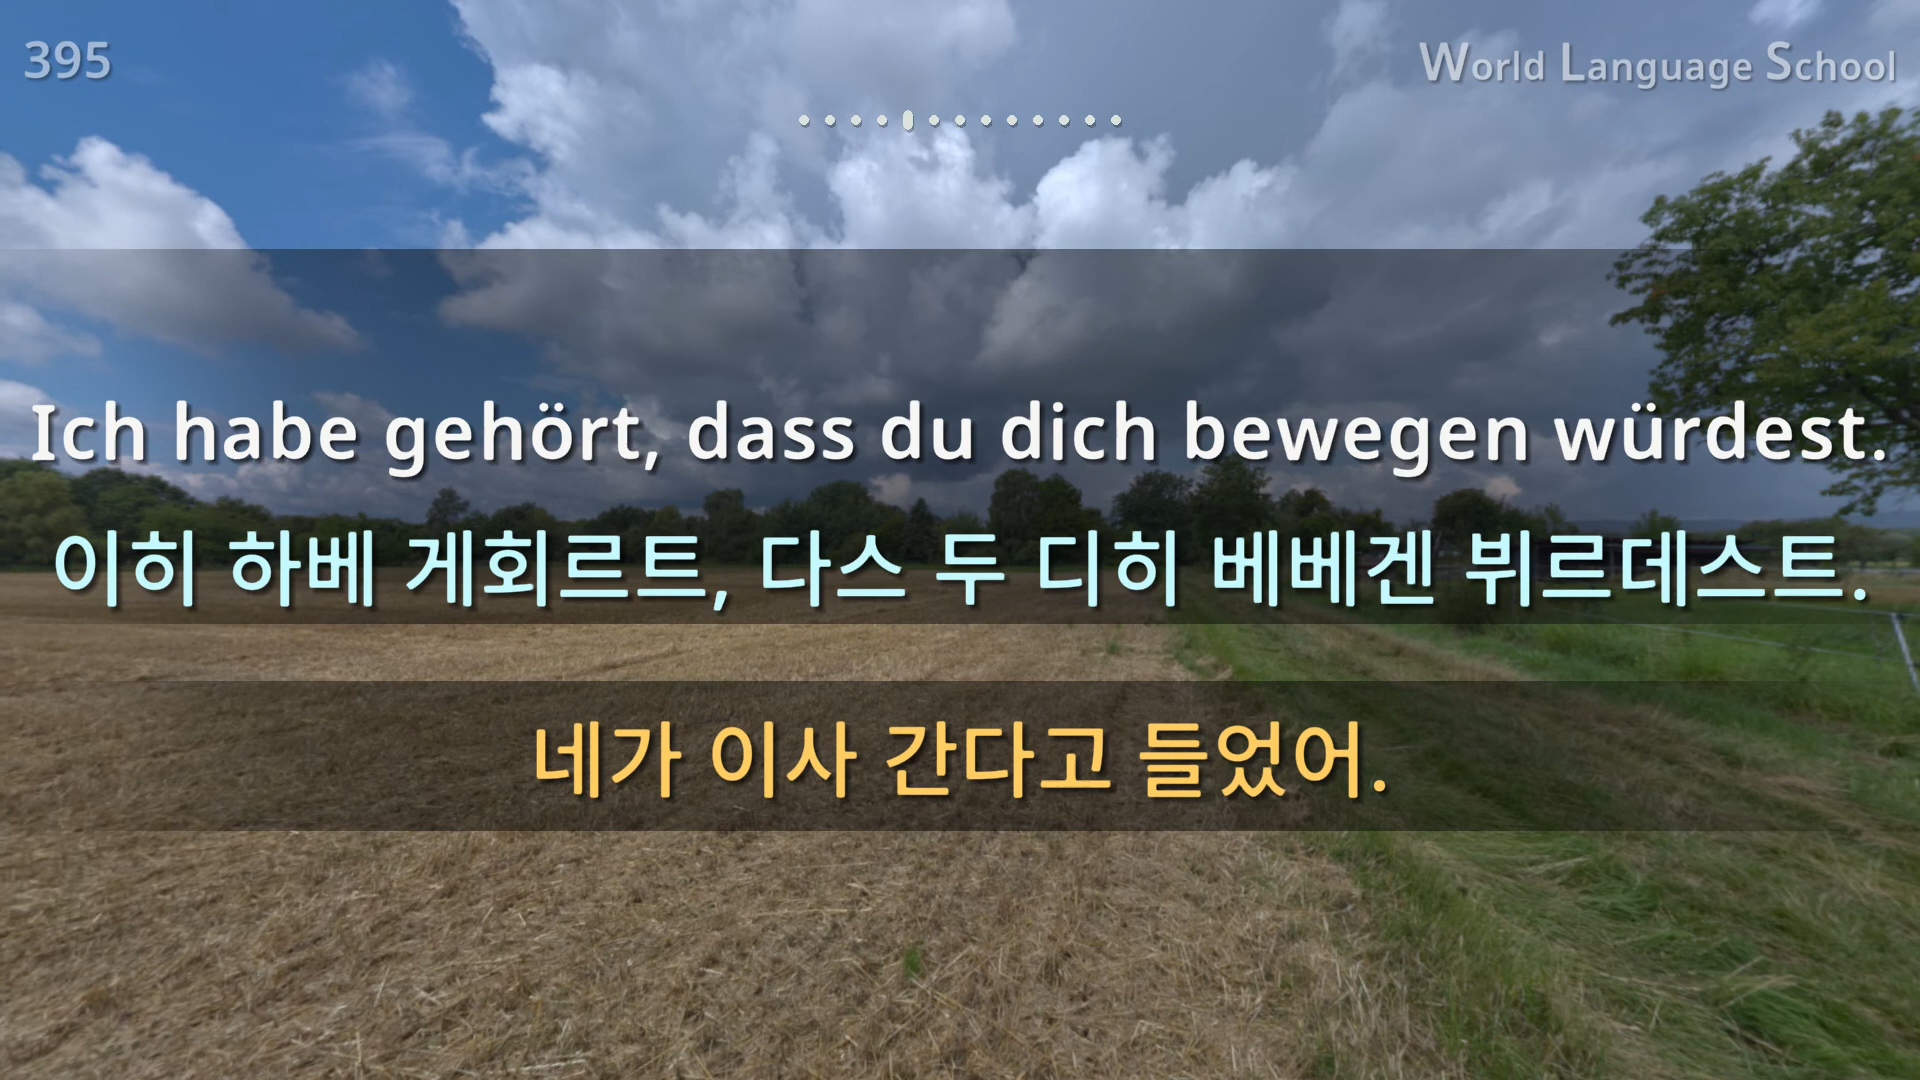 395
World Language School
Ich habe gehört, dass du dich bewegen würdest.
이히 하베 게회르트, 다스 두 디히 베베겐 뷔르데스트.
네가 이사 간다고 들었어.